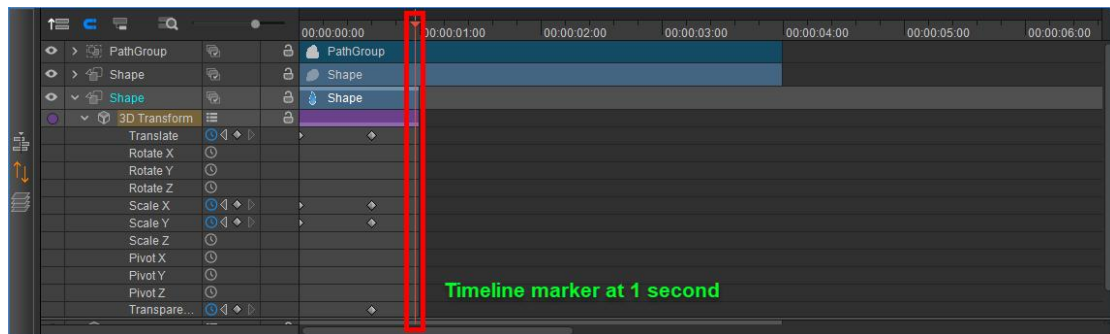 00:00:00:00 00:00:01:00 00:00:02:00 00:00:03:00 00:00:04:00 00:00:05:00 00:00:06:00
PathGroup PathGroup
Shape Shape
Shape Shape
3D Transform
Translate
Rotate X
Rotate Y
Rotate Z
Scale X
Scale Y
Scale Z
Pivot X
Pivot Y
Pivot Z
Timeline marker at 1 second
Transpare...